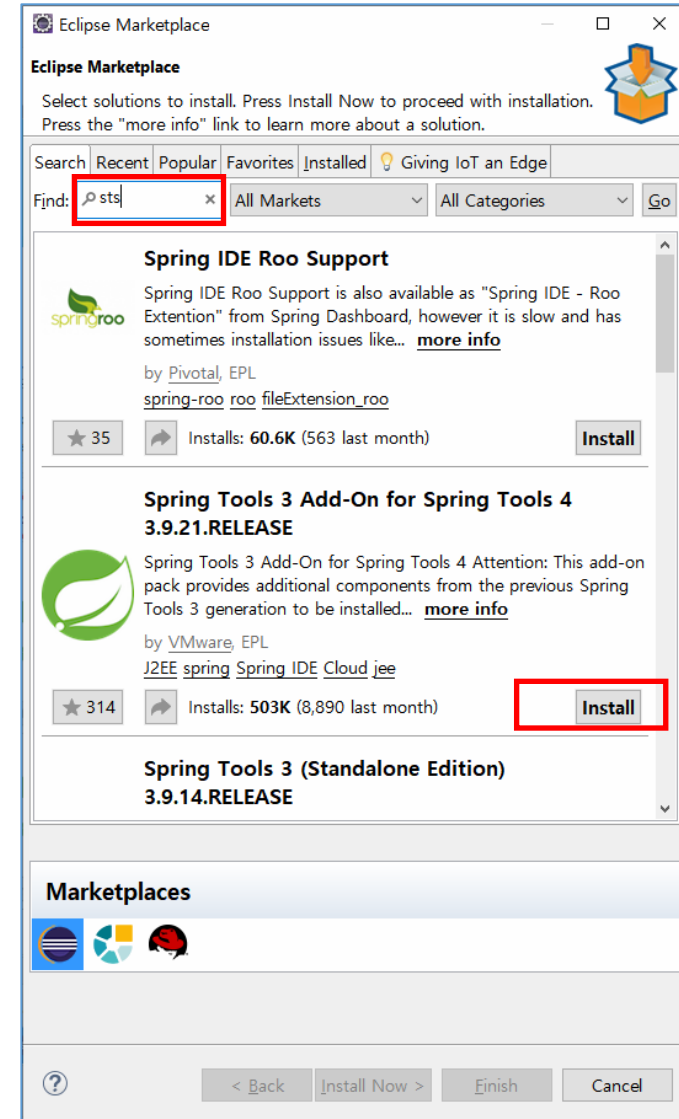 Eclipse Marketplace
Eclipse Marketplace
Select solutions to install. Press Install Now to proceed with installation.
Press the "more info" link to learn more about a solution.
Search Recent Popular Favorites Installed Giving IoT an Edge
Find: sts All Markets All Categories Go
Spring IDE Roo Support
springroo
Spring IDE Roo Support is also available as "Spring IDE - Roo
Extention" from Spring Dashboard, however it is slow and has
sometimes installation issues like... more info
by Pivotal, EPL
spring-roo roo fileExtension_roo
35 Installs: 60.6K (563 last month) Install
Spring Tools 3 Add-On for Spring Tools 4
3.9.21.RELEASE
Spring Tools 3 Add-On for Spring Tools 4 Attention: This add-on
pack provides additional components from the previous Spring
Tools 3 generation to be installed... more info
by VMware, EPL
J2EE spring Spring IDE Cloud jee
314 Installs: 503K (8,890 last month) Install
Spring Tools 3 (Standalone Edition)
3.9.14.RELEASE
Marketplaces
? < Back Install Now > Finish Cancel